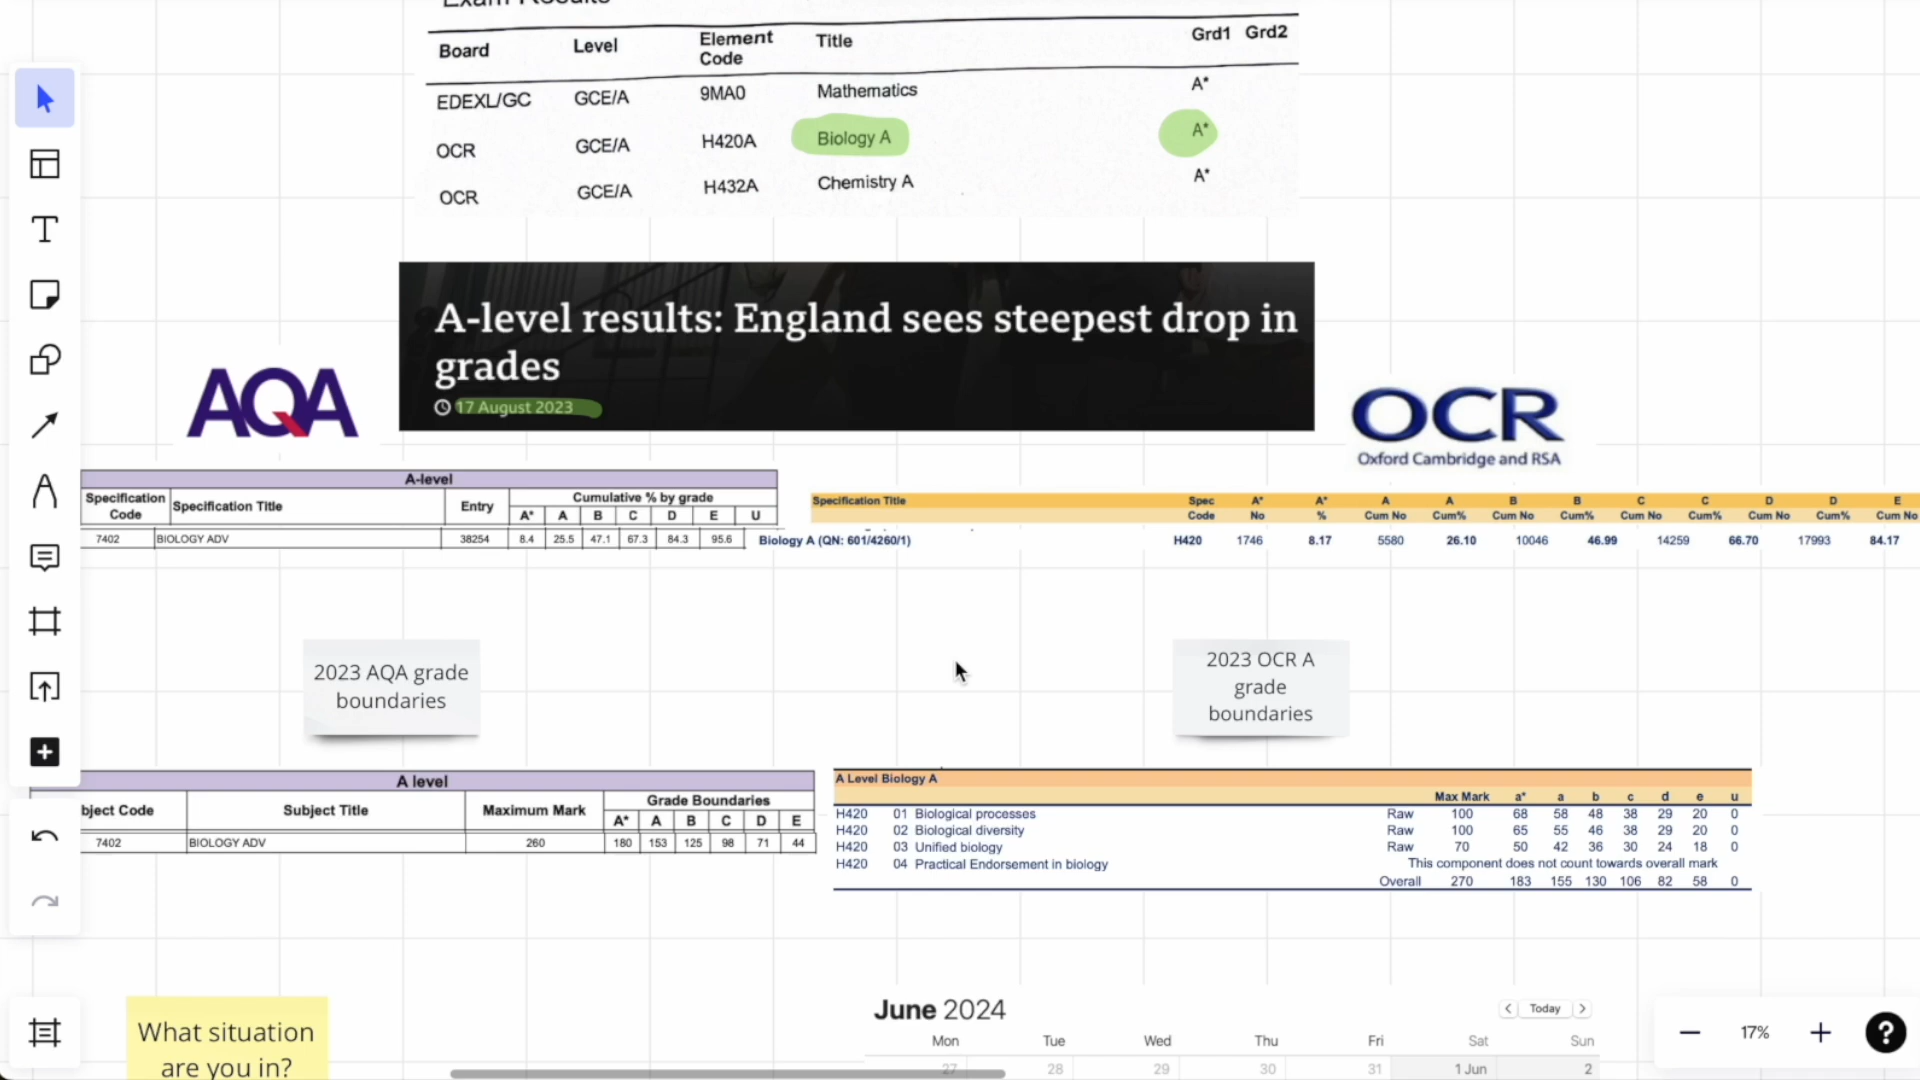 Exam Results
Board Level Element Code Title Grd1 Grd2
EDEXL/GC GCE/A 9MA0 Mathematics A*
OCR GCE/A H420A Biology A A*
OCR GCE/A H432A Chemistry A A*
A-level results: England sees steepest drop in
grades
17 August 2023
AQA
OCR
Oxford Cambridge and RSA
A-level
Specification Code Specification Title Entry Cumulative % by grade
A* A B C D E U
7402 BIOLOGY ADV 38254 8.4 25.5 47.1 67.3 84.3 95.6
Specification Title Spec A* A* A A B B C C D D E
Code No % Cum No Cum% Cum No Cum% Cum No Cum% Cum No Cum% Cum No
Biology A (QN: 601/4260/1) H420 1746 8.17 5580 26.10 10046 46.99 14259 66.70 17993 84.17
2023 AQA grade
boundaries
2023 OCR A
grade
boundaries
A level
bject Code Subject Title Maximum Mark Grade Boundaries
A* A B C D E
7402 BIOLOGY ADV 260 180 153 125 98 71 44
A Level Biology A
Max Mark a* a b c d e u
H420 01 Biological processes Raw 100 68 58 48 38 29 20 0
H420 02 Biological diversity Raw 100 65 55 46 38 29 20 0
H420 03 Unified biology Raw 70 50 42 36 30 24 18 0
H420 04 Practical Endorsement in biology This component does not count towards overall mark
Overall 270 183 155 130 106 82 58 0
What situation
are you in?
June 2024
Today
Mon Tue Wed Thu Fri Sat Sun
27 28 29 30 31 1 Jun 2
17%